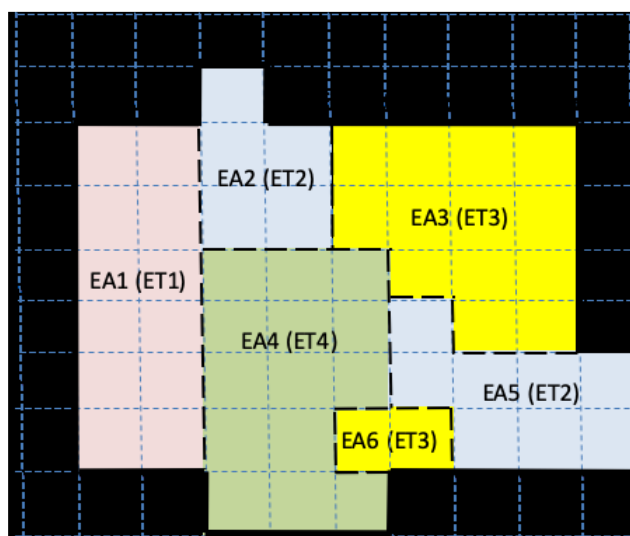 EA2 (ET2)
EA3 (ET3)
EA1 (ET1)
EA4 (ET4)
EA5 (ET2)
EA6 (ET3)